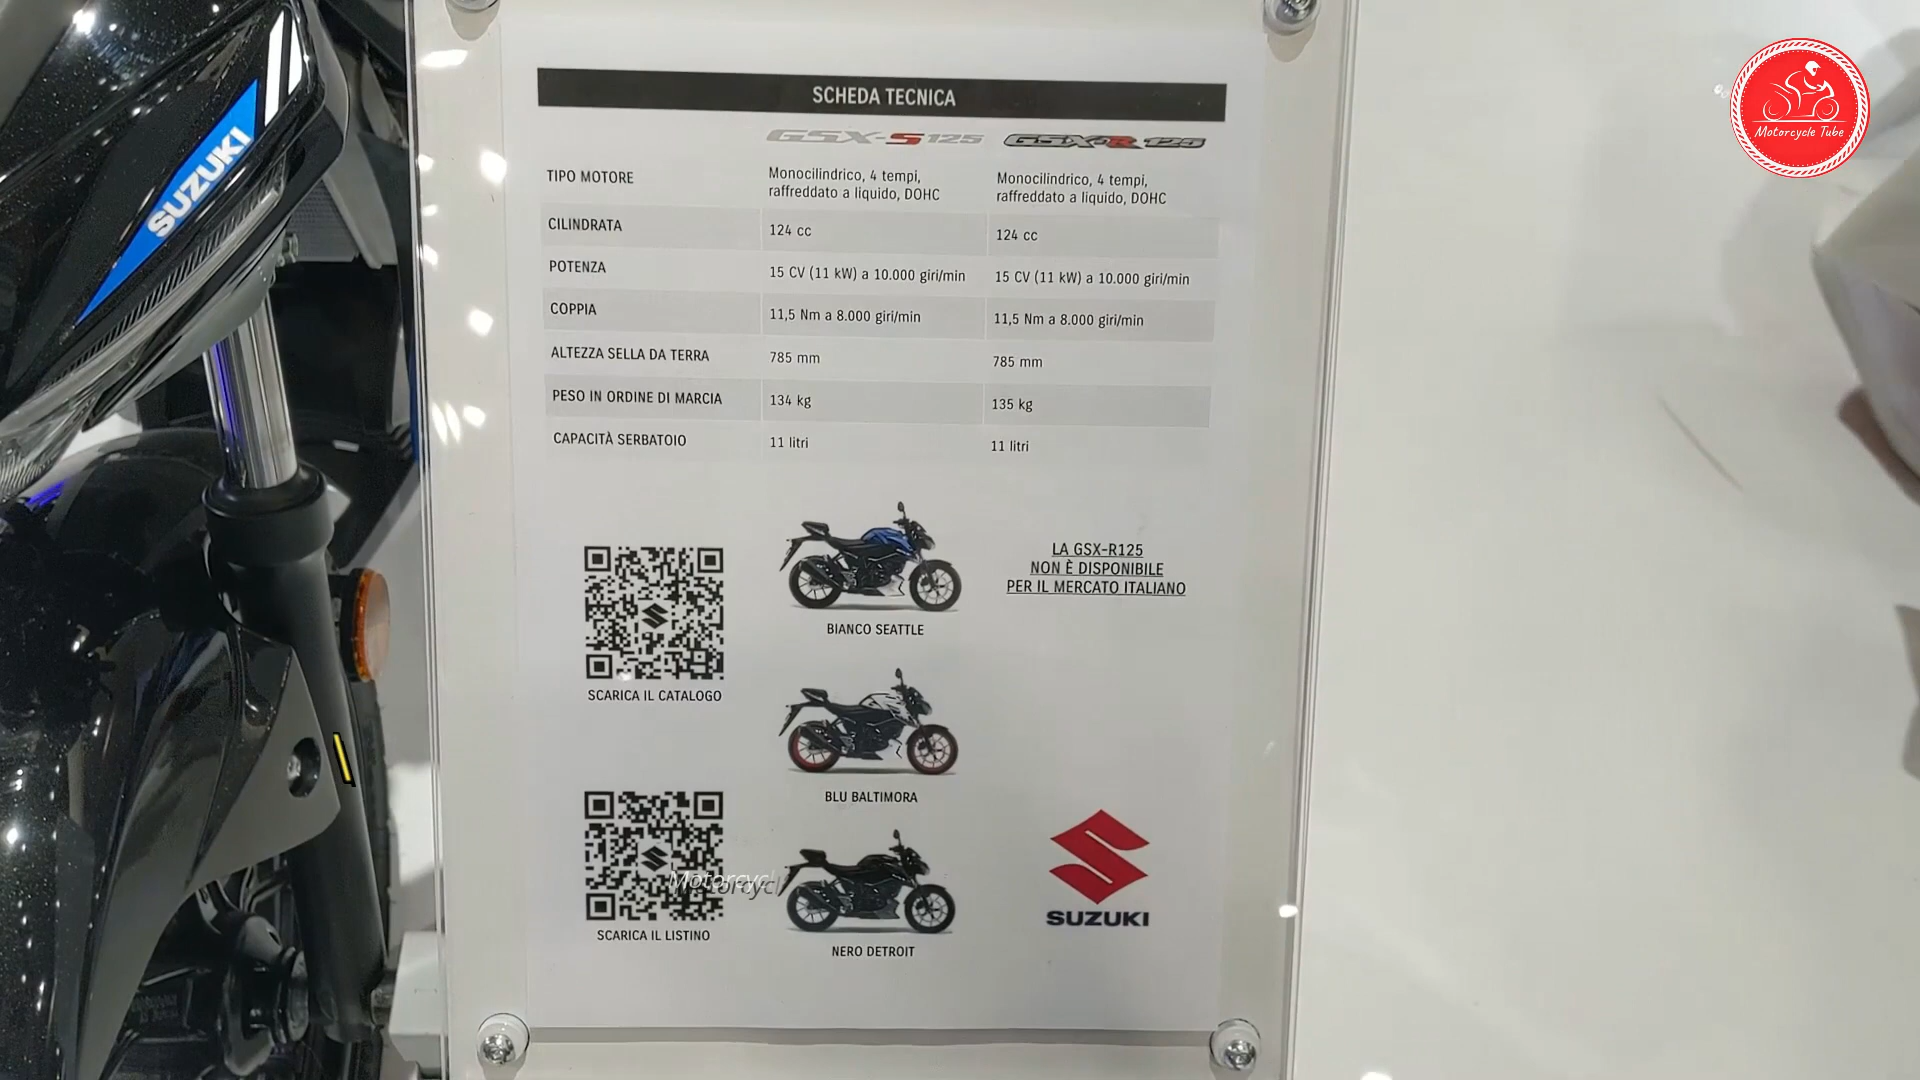 SUZUKI
Motorcycle Tube
SCHEDA TECNICA
GSX-S125 GSX-R 125
TIPO MOTORE
Monocilindrico, 4 tempi,
raffreddato a liquido, DOHC
Monocilindrico, 4 tempi,
raffreddato a liquido, DOHC
CILINDRATA 124 cc 124 cc
POTENZA 15 CV (11 kW) a 10.000 giri/min 15 CV (11 kW) a 10.000 giri/min
COPPIA 11,5 Nm a 8.000 giri/min 11,5 Nm a 8.000 giri/min
ALTEZZA SELLA DA TERRA 785 mm 785 mm
PESO IN ORDINE DI MARCIA 134 kg 135 kg
CAPACITÀ SERBATOIO 11 litri 11 litri
LA GSX-R125
NON È DISPONIBILE
PER IL MERCATO ITALIANO
BIANCO SEATTLE
SCARICA IL CATALOGO
BLU BALTIMORA
SUZUKI
SCARICA IL LISTINO
NERO DETROIT